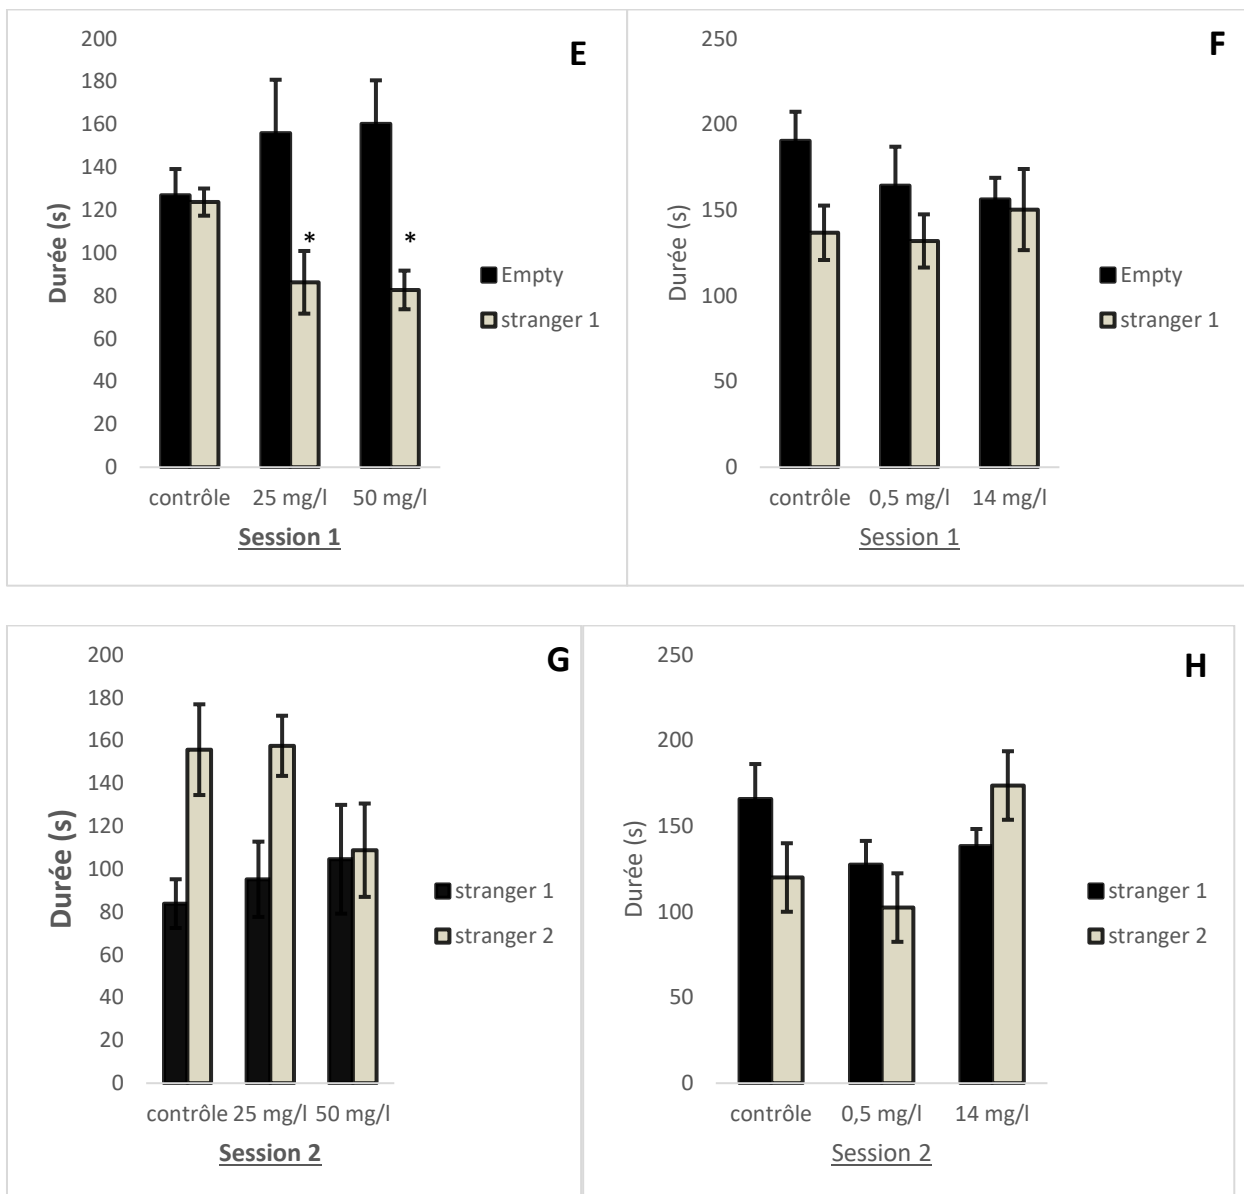 E
200
180
160
140
120
100
80
60
40
20
0
Durée (s)
*
*
Empty
stranger 1
contrôle 25 mg/l 50 mg/l
Session 1
F
250
200
150
100
50
0
Durée (s)
Empty
stranger 1
contrôle 0,5 mg/l 14 mg/l
Session 1
G
200
180
160
140
120
100
80
60
40
20
0
Durée (s)
stranger 1
stranger 2
contrôle 25 mg/l 50 mg/l
Session 2
H
250
200
150
100
50
0
Durée (s)
stranger 1
stranger 2
contrôle 0,5 mg/l 14 mg/l
Session 2